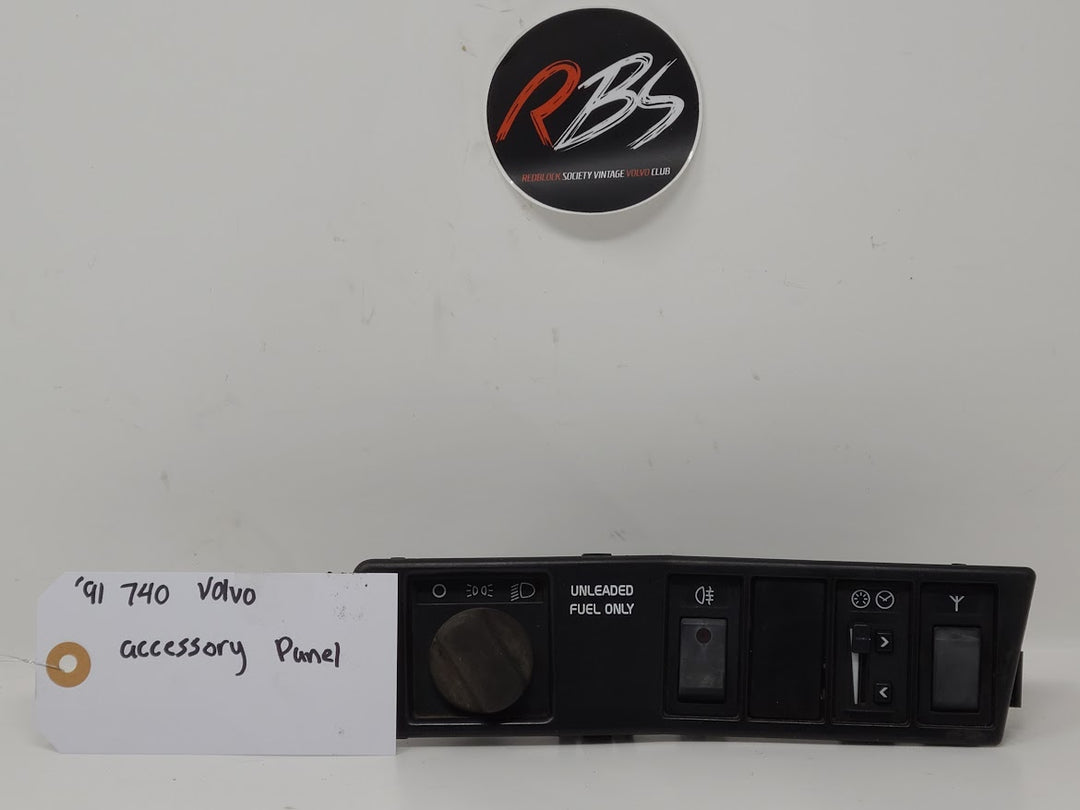 RBS
REDBLOCK SOCIETY VINTAGE VOLVO CLUB
'91 740 Volvo
accessory Panel
UNLEADED
FUEL ONLY